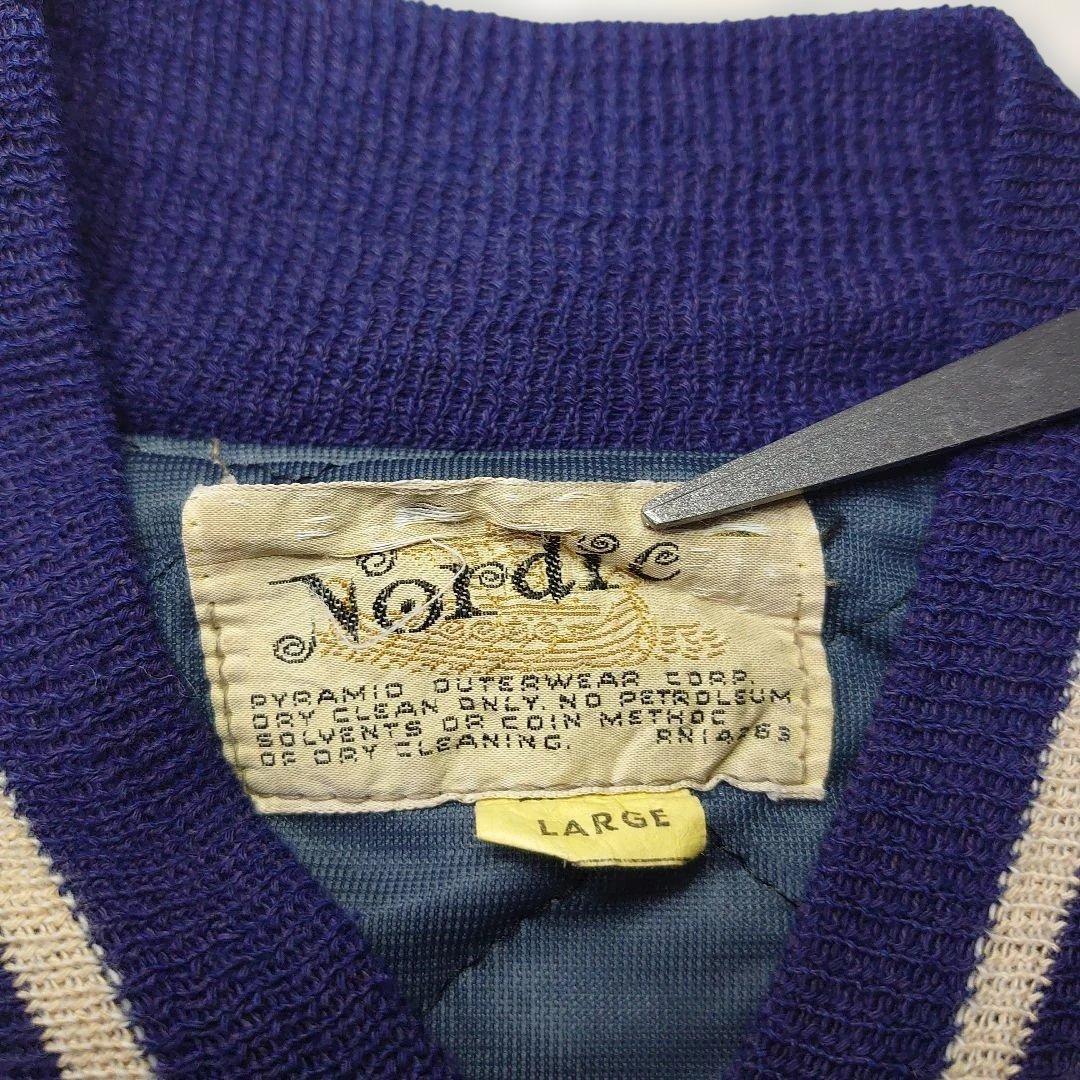 Nordic
PYRAMID OUTERWEAR CORP.
DRY CLEAN ONLY. NO PETROLEUM
SOLVENTS OR COIN METHOD
OF DRY CLEANING.
LARGE